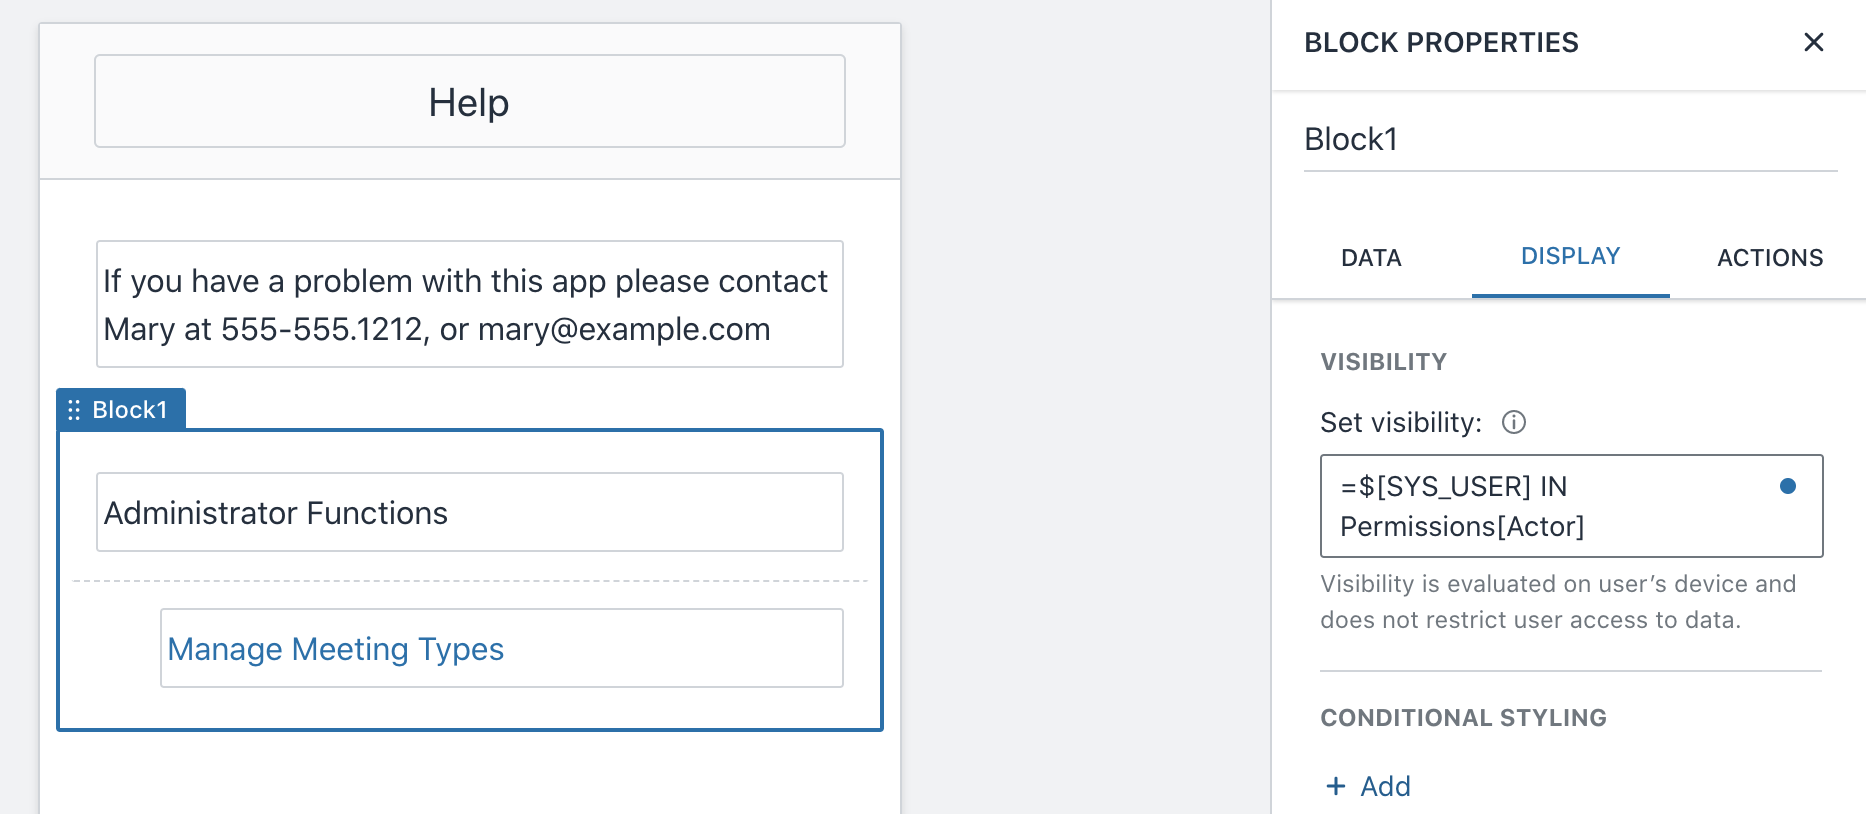 Help
If you have a problem with this app please contact
Mary at 555-555.1212, or mary@example.com
Block1
Administrator Functions
Manage Meeting Types
BLOCK PROPERTIES
Block1
DATA
DISPLAY
ACTIONS
VISIBILITY
Set visibility:
=$[SYS_USER] IN
Permissions[Actor]
Visibility is evaluated on user’s device and
does not restrict user access to data.
CONDITIONAL STYLING
+ Add